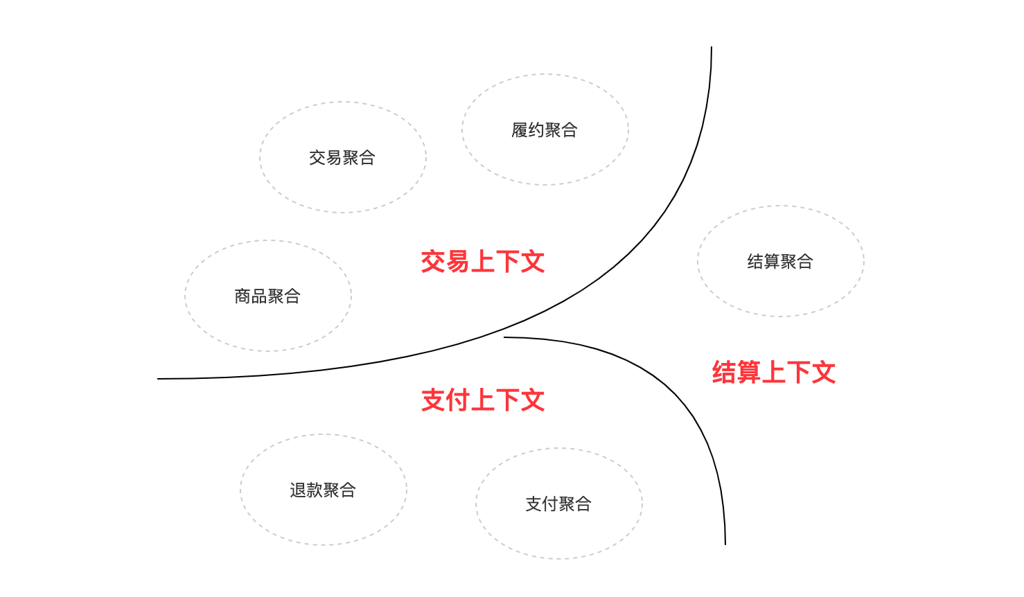 履约聚合
交易聚合
交易上下文
结算聚合
商品聚合
结算上下文
支付上下文
退款聚合
支付聚合